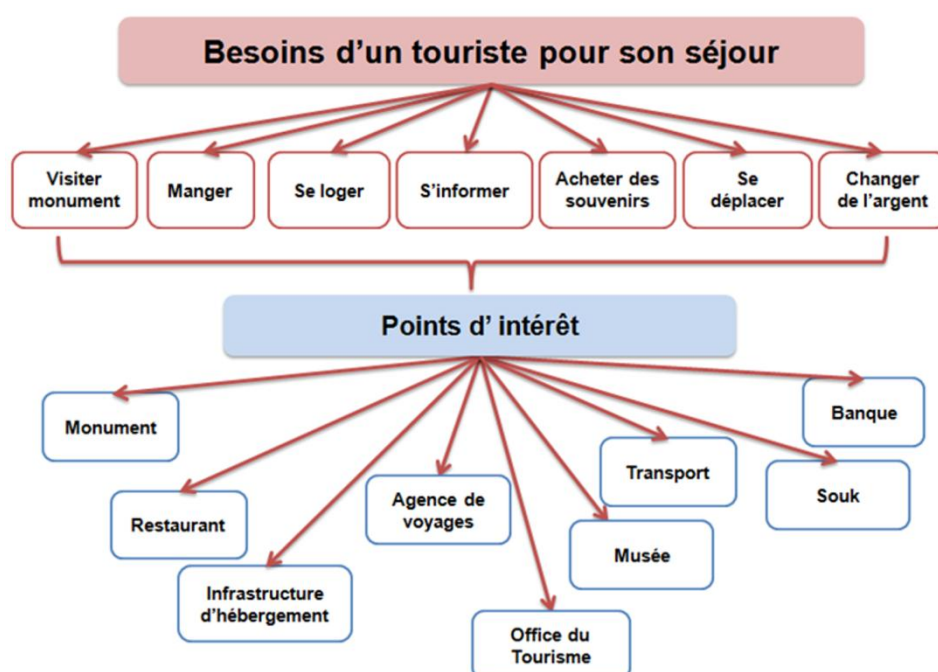 Besoins d’un touriste pour son séjour
Visiter
monument
Manger
Se loger
S’informer
Acheter des
souvenirs
Se
déplacer
Changer
de l’argent
Points d’ intérêt
Monument
Banque
Restaurant
Agence de
voyages
Transport
Souk
Infrastructure
d’hébergement
Musée
Office du
Tourisme